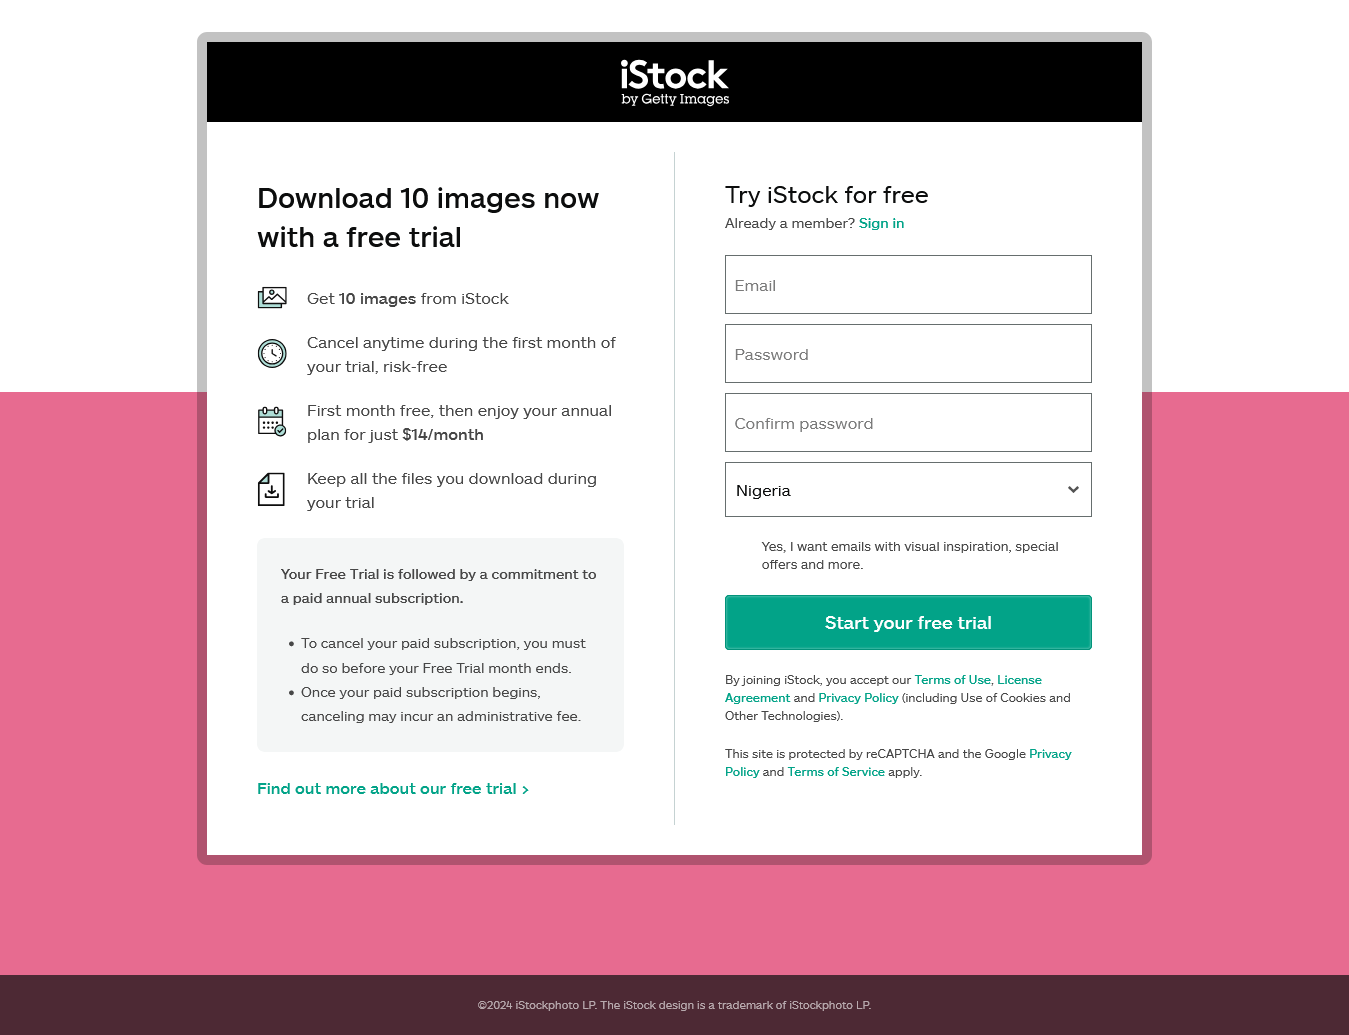 iStock
by Getty Images
Download 10 images now
with a free trial
Get 10 images from iStock
Cancel anytime during the first month of
your trial, risk-free
First month free, then enjoy your annual
plan for just $14/month
Keep all the files you download during
your trial
Your Free Trial is followed by a commitment to
a paid annual subscription.
• To cancel your paid subscription, you must
do so before your Free Trial month ends.
• Once your paid subscription begins,
canceling may incur an administrative fee.
Find out more about our free trial >
Try iStock for free
Already a member? Sign in
Email
Password
Confirm password
Nigeria
Yes, I want emails with visual inspiration, special
offers and more.
Start your free trial
By joining iStock, you accept our Terms of Use, License
Agreement and Privacy Policy (including Use of Cookies and
Other Technologies).
This site is protected by reCAPTCHA and the Google Privacy
Policy and Terms of Service apply.
©2024 iStockphoto LP. The iStock design is a trademark of iStockphoto LP.